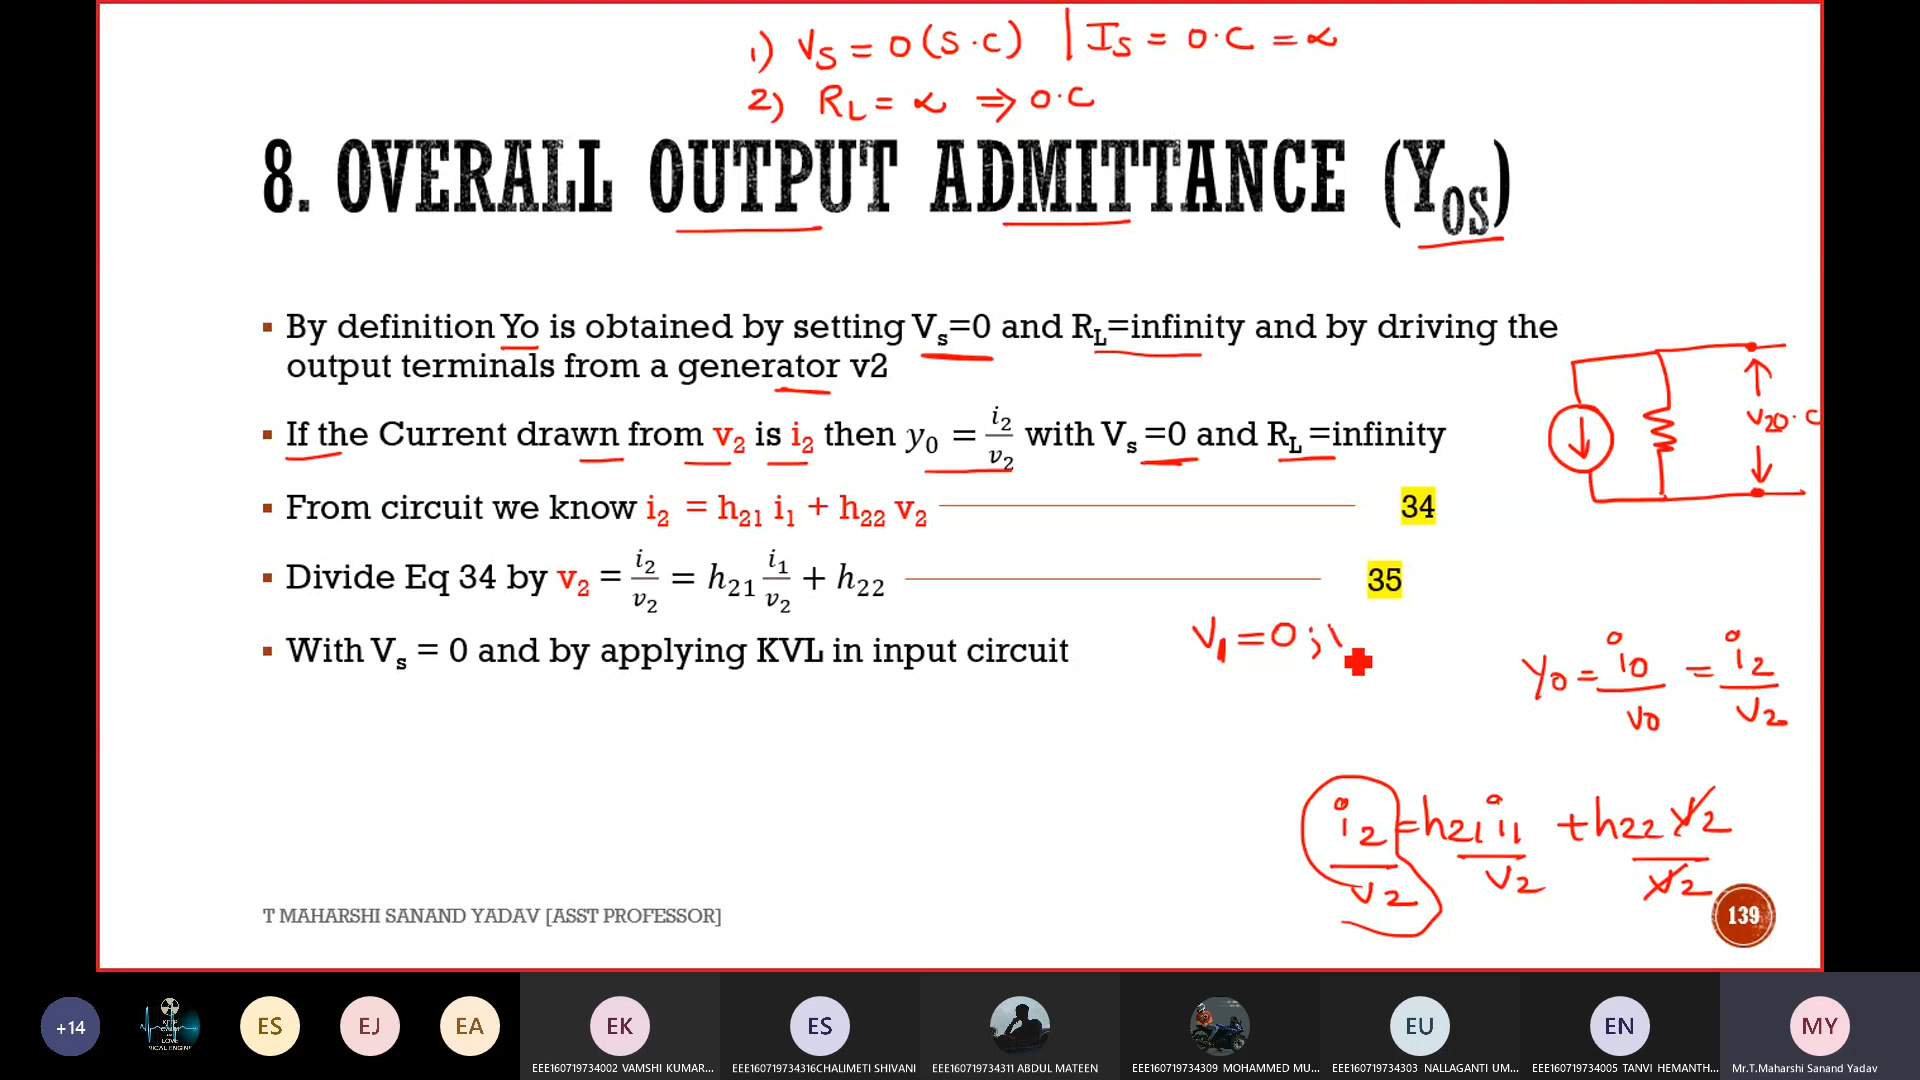 1) VS = 0 (S.C) | IS = O.C = ∝
2) RL = ∝ ⇒ O.C
8. OVERALL OUTPUT ADMITTANCE (YOS)
▪ By definition Yo is obtained by setting Vs=0 and RL=infinity and by driving the
output terminals from a generator v2
▪ If the Current drawn from v2 is i2 then y0 = i2/v2 with Vs =0 and RL =infinity
V20.C
▪ From circuit we know i2 = h21 i1 + h22 v2 34
▪ Divide Eq 34 by v2 = i2/v2 = h21 i1/v2 + h22 35
▪ With Vs = 0 and by applying KVL in input circuit
V1 = 0 ;
Y0 = i0/v0 = i2/V2
i2/V2 = h21 i1/V2 + h22 V2/V2
T MAHARSHI SANAND YADAV [ASST PROFESSOR]
139
+14
ES
EJ
EA
EK
ES
EU
EN
MY
EEE160719734002 VAMSHI KUMAR...
EEE160719734316CHALIMETI SHIVANI
EEE160719734311 ABDUL MATEEN
EEE160719734309 MOHAMMED MU...
EEE160719734303 NALLAGANTI UM...
EEE160719734005 TANVI HEMANTH...
Mr.T.Maharshi Sanand Yadav